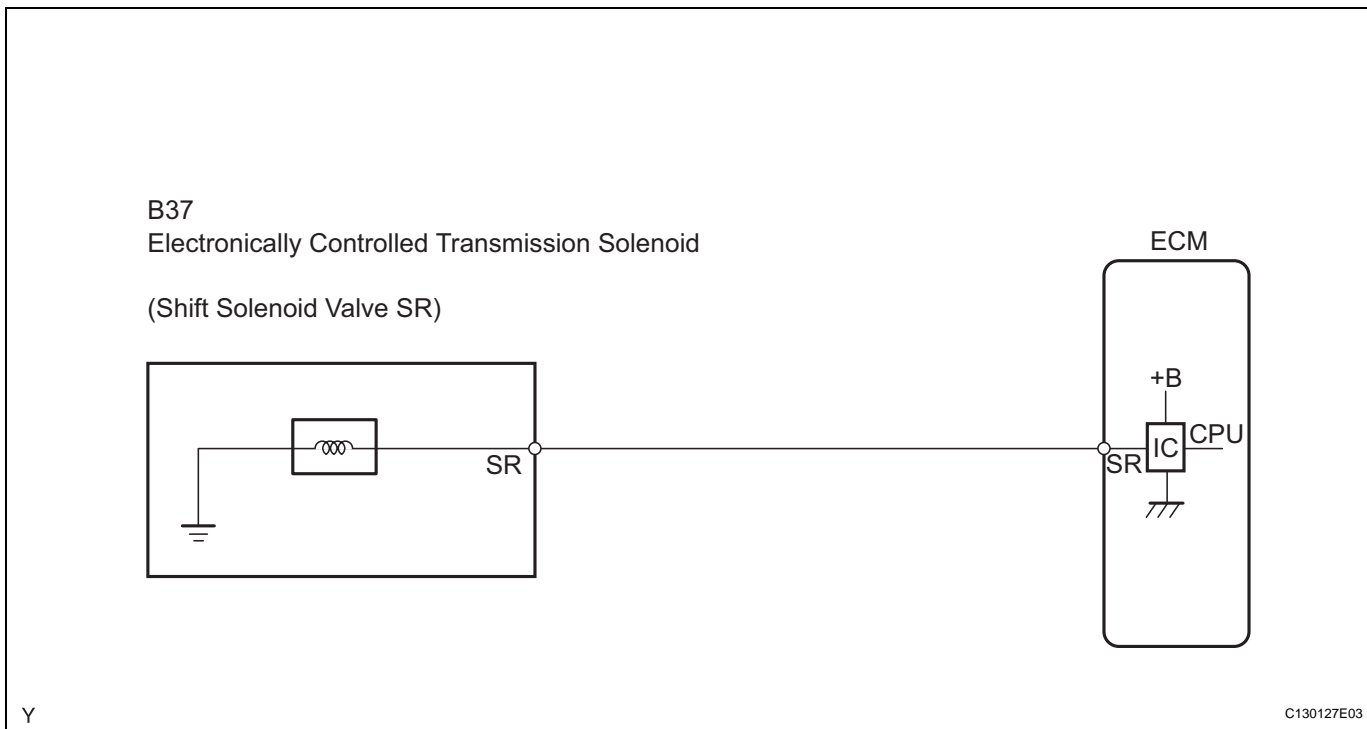 B37
Electronically Controlled Transmission Solenoid
(Shift Solenoid Valve SR)
ECM
+B
IC
CPU
SR
SR
Y
C130127E03